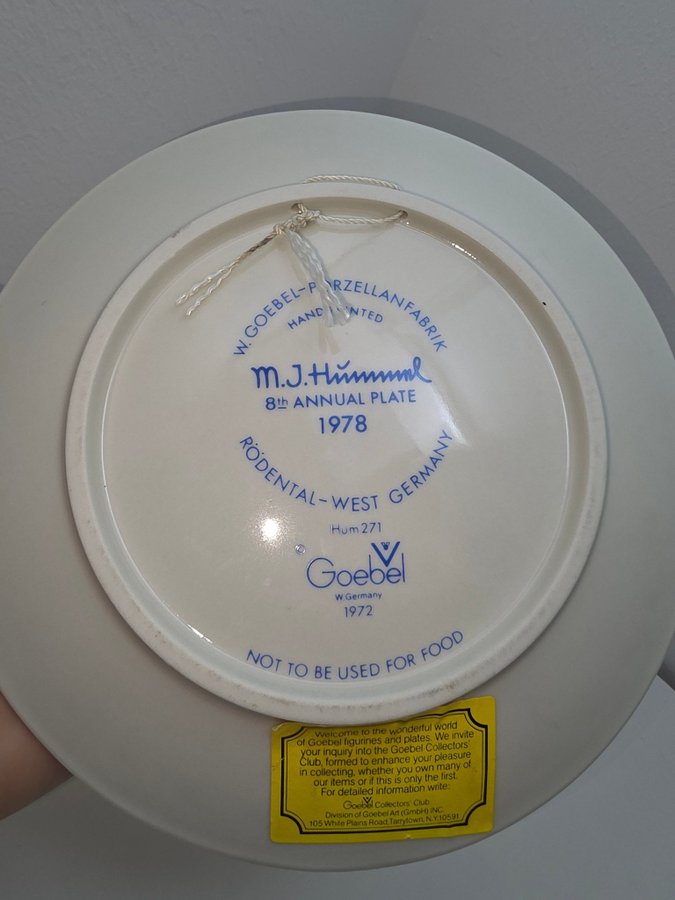 W. GOEBEL-PORZELLANFABRIK
HAND PAINTED
M.J.Hümmel
8th ANNUAL PLATE
1978
RÖDENTAL-WEST GERMANY
Hum 271
Goebel
W.Germany
1972
NOT TO BE USED FOR FOOD
Welcome to the wonderful world
of Goebel figurines and plates. We invite
your inquiry into the Goebel Collectors'
Club, formed to enhance your pleasure
in collecting, whether you own many of
our items or if this is only the first.
For detailed information write:
Goebel Collectors' Club
Division of Goebel Art (GmbH) INC.
105 White Plains Road, Tarrytown, N.Y. 10591